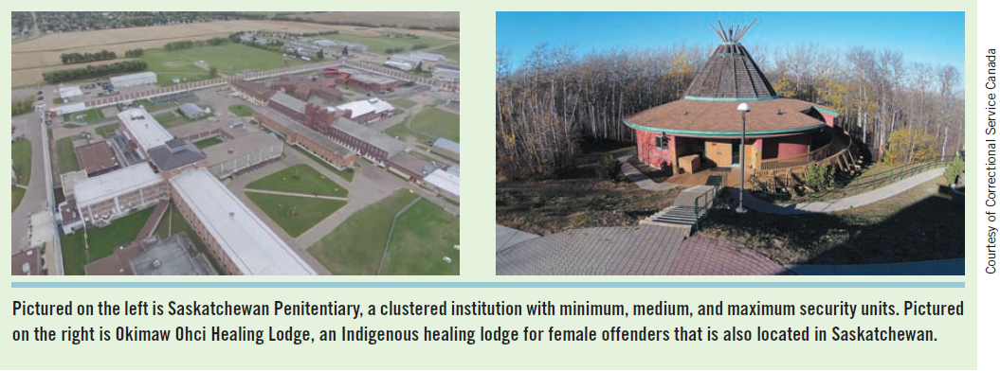 Courtesy of Correctional Service Canada
Pictured on the left is Saskatchewan Penitentiary, a clustered institution with minimum, medium, and maximum security units. Pictured
on the right is Okimaw Ohci Healing Lodge, an Indigenous healing lodge for female offenders that is also located in Saskatchewan.